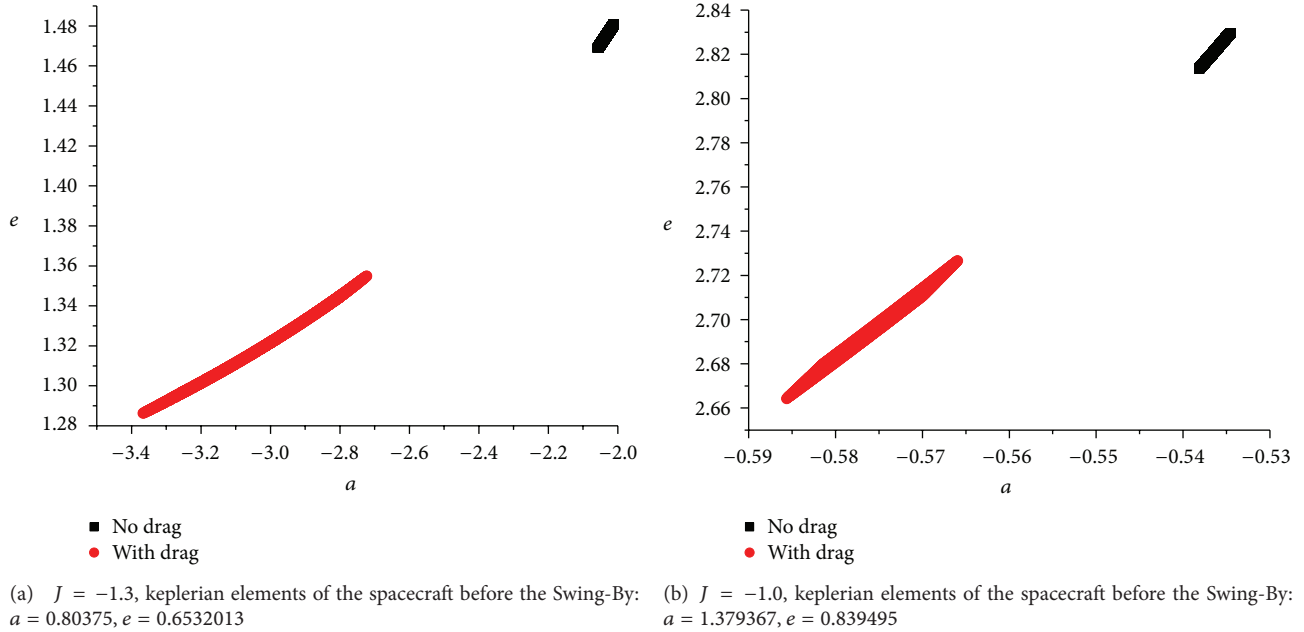 1.48
1.46
1.44
1.42
1.40
1.38
1.36
1.34
1.32
1.30
1.28
e
−3.4 −3.2 −3.0 −2.8 −2.6 −2.4 −2.2 −2.0
a
No drag
With drag
(a) J = −1.3, keplerian elements of the spacecraft before the Swing-By:
a = 0.80375, e = 0.6532013
2.84
2.82
2.80
2.78
2.76
2.74
2.72
2.70
2.68
2.66
e
−0.59 −0.58 −0.57 −0.56 −0.55 −0.54 −0.53
a
No drag
With drag
(b) J = −1.0, keplerian elements of the spacecraft before the Swing-By:
a = 1.379367, e = 0.839495